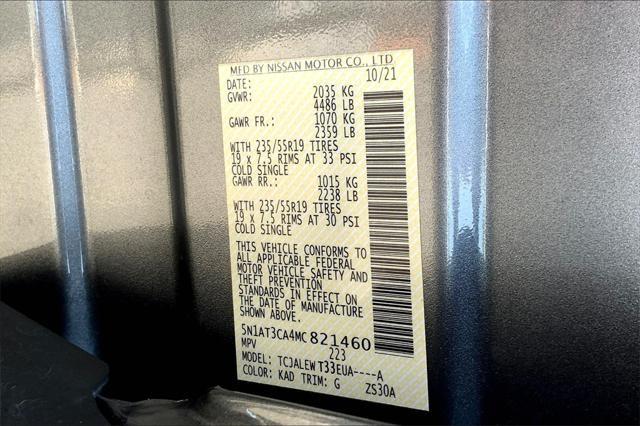 MFD BY NISSAN MOTOR CO., LTD
DATE: 10/21
GVWR: 2035 KG
4486 LB
GAWR FR.: 1070 KG
2359 LB
WITH 235/55R19 TIRES
19 x 7.5 RIMS AT 33 PSI
COLD SINGLE
GAWR RR.: 1015 KG
2238 LB
WITH 235/55R19 TIRES
19 x 7.5 RIMS AT 30 PSI
COLD SINGLE
THIS VEHICLE CONFORMS TO
ALL APPLICABLE FEDERAL
MOTOR VEHICLE SAFETY AND
THEFT PREVENTION
STANDARDS IN EFFECT ON
THE DATE OF MANUFACTURE
SHOWN ABOVE.
5N1AT3CA4MC821460
MPV 223
MODEL: TCJALEWT33EUA----A
COLOR: KAD TRIM: G ZS30A